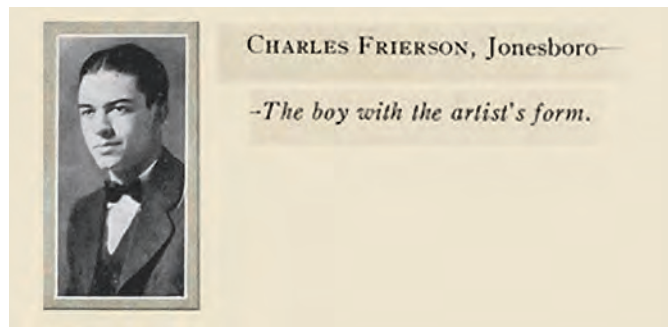 CHARLES FRIERSON, Jonesboro—
-The boy with the artist's form.